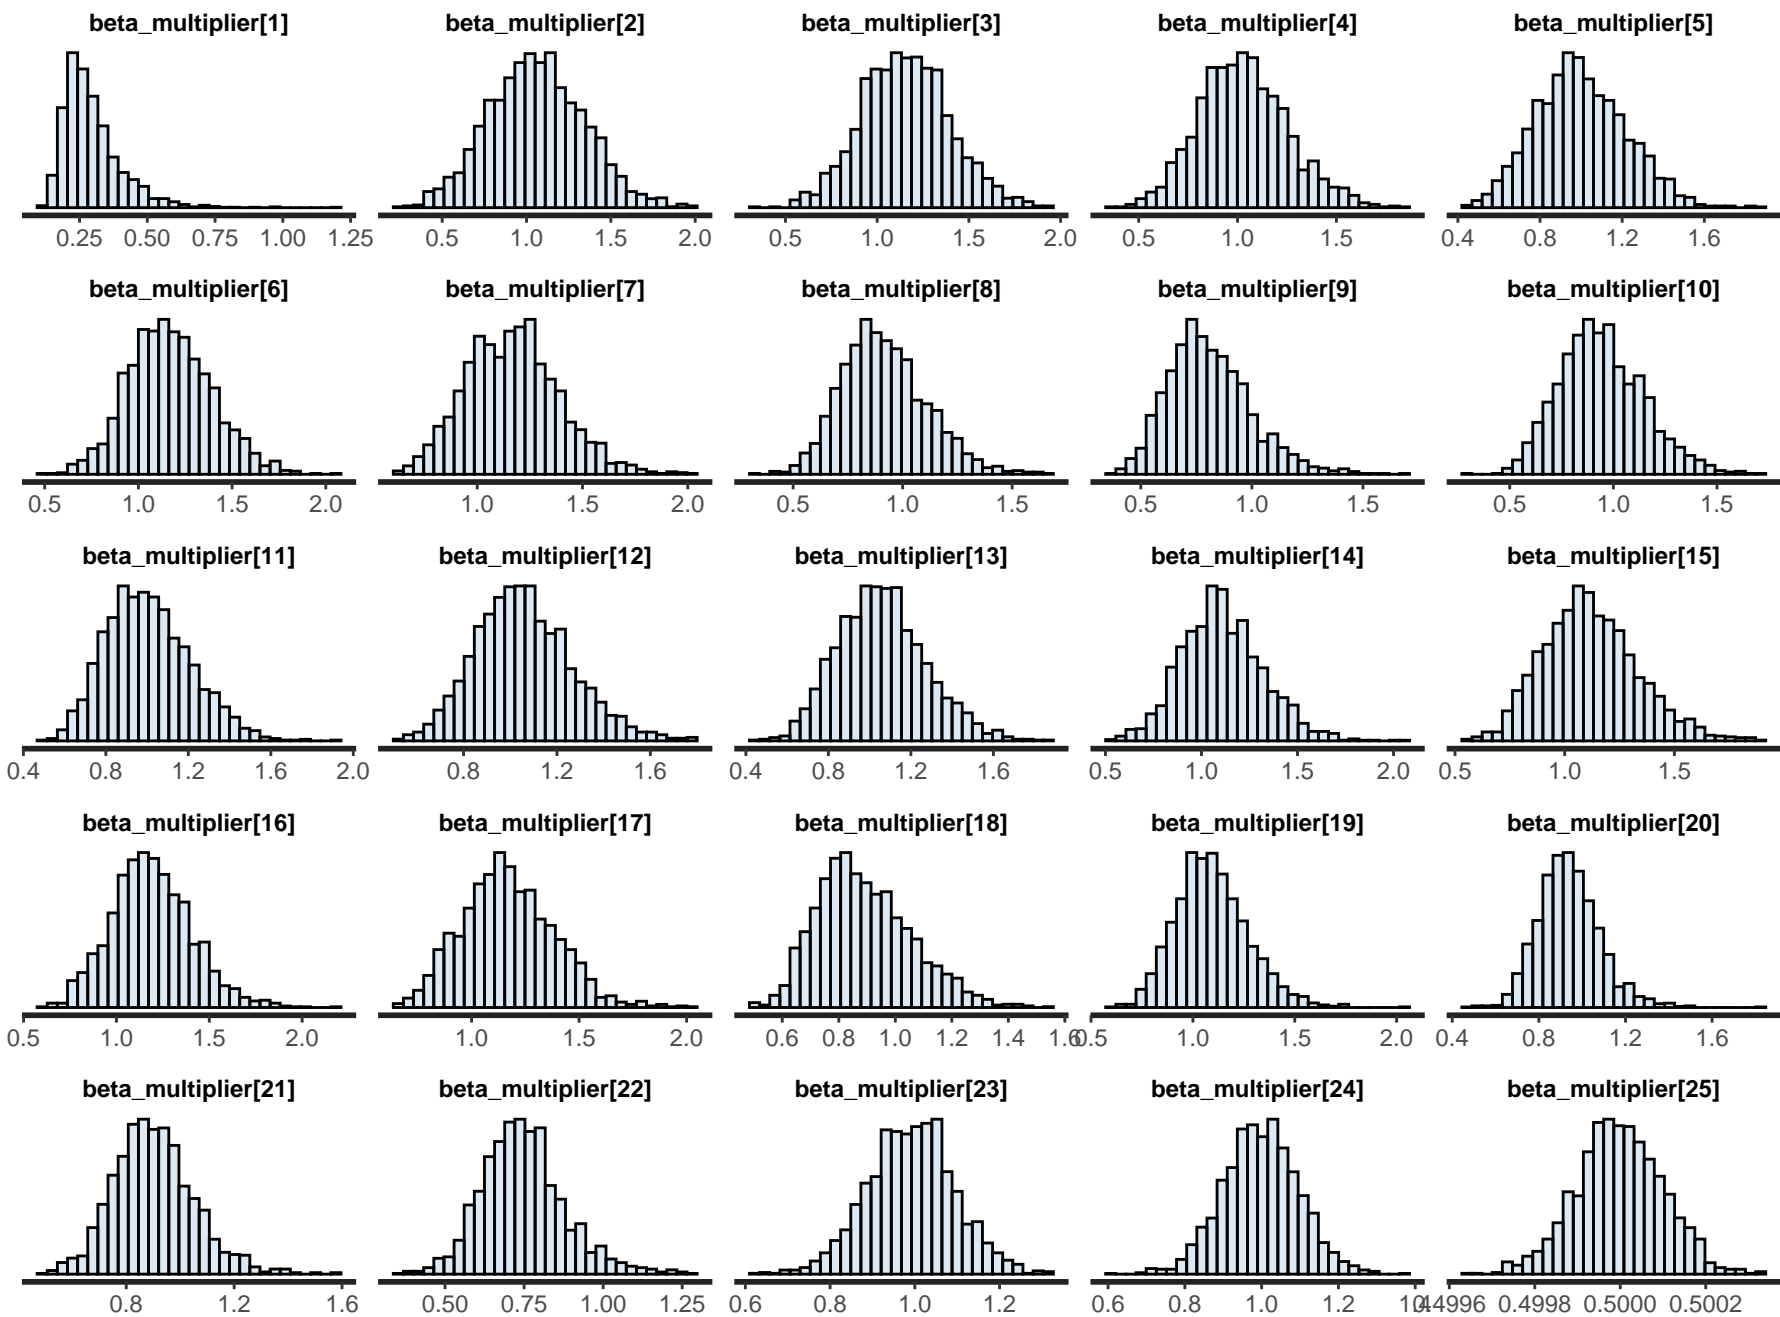 beta_multiplier[1] beta_multiplier[2] beta_multiplier[3] beta_multiplier[4] beta_multiplier[5]
0.25 0.50 0.75 1.00 1.25 0.5 1.0 1.5 2.0 0.5 1.0 1.5 2.0 0.5 1.0 1.5 0.4 0.8 1.2 1.6
beta_multiplier[6] beta_multiplier[7] beta_multiplier[8] beta_multiplier[9] beta_multiplier[10]
0.5 1.0 1.5 2.0 1.0 1.5 2.0 0.5 1.0 1.5 0.5 1.0 1.5 0.5 1.0 1.5
beta_multiplier[11] beta_multiplier[12] beta_multiplier[13] beta_multiplier[14] beta_multiplier[15]
0.4 0.8 1.2 1.6 2.0 0.8 1.2 1.6 0.4 0.8 1.2 1.6 0.5 1.0 1.5 2.0 0.5 1.0 1.5
beta_multiplier[16] beta_multiplier[17] beta_multiplier[18] beta_multiplier[19] beta_multiplier[20]
0.5 1.0 1.5 2.0 1.0 1.5 2.0 0.6 0.8 1.0 1.2 1.4 1.6 0.5 1.0 1.5 2.0 0.4 0.8 1.2 1.6
beta_multiplier[21] beta_multiplier[22] beta_multiplier[23] beta_multiplier[24] beta_multiplier[25]
0.8 1.2 1.6 0.50 0.75 1.00 1.25 0.6 0.8 1.0 1.2 0.6 0.8 1.0 1.2 0.4998 0.5000 0.5002